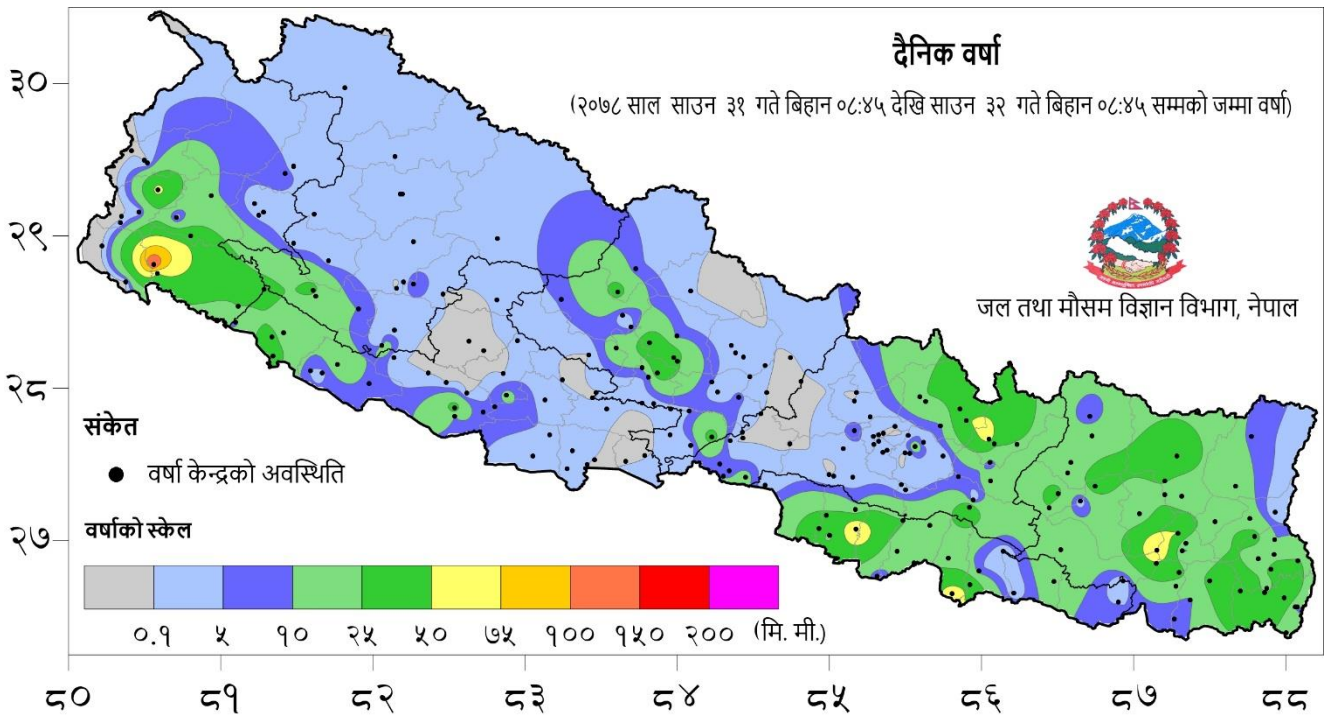 दैनिक वर्षा
(२०७८ साल साउन ३१ गते बिहान ०८:४५ देखि साउन ३२ गते बिहान ०८:४५ सम्मको जम्मा वर्षा)
जल तथा मौसम विज्ञान विभाग, नेपाल
३०
२९
२८
२७
संकेत
वर्षा केन्द्रको अवस्थिति
वर्षाको स्केल
०.१ ५ १० २५ ५० ७५ १०० १५० २०० (मि. मी.)
८० ८१ ८२ ८३ ८४ ८५ ८६ ८७ ८८